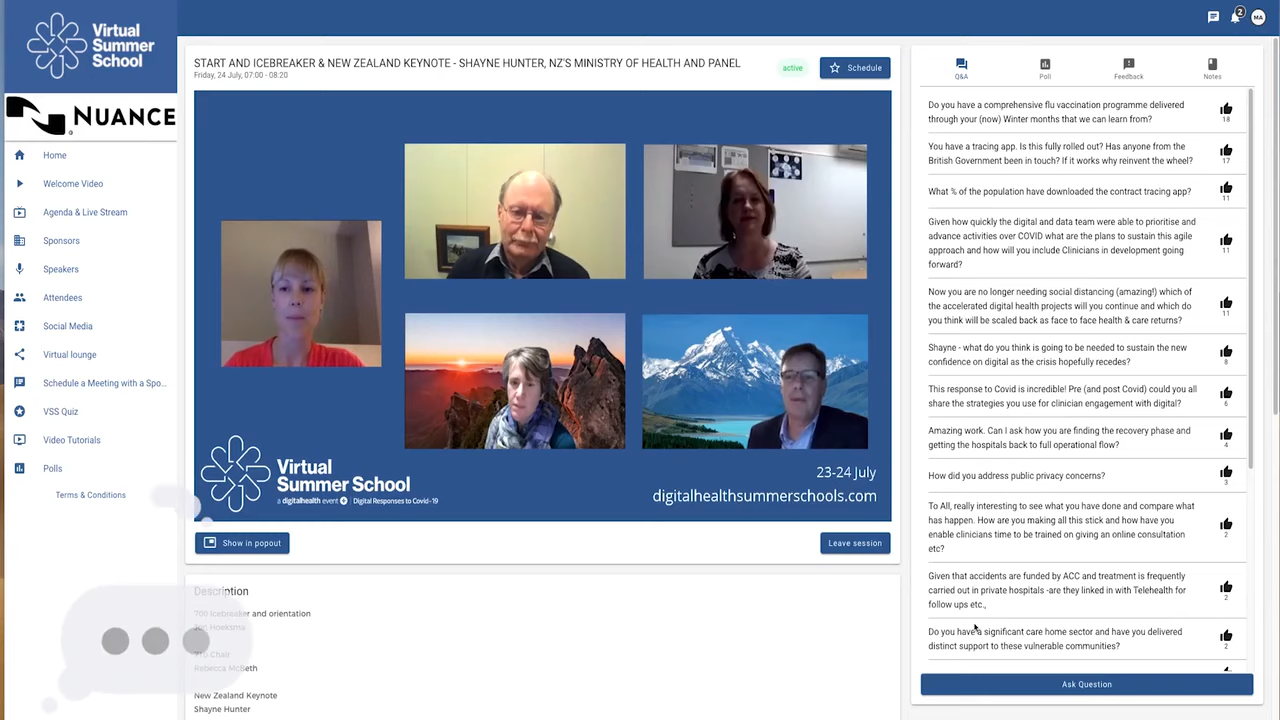 Virtual
Summer
School
NUANCE
Home
Welcome Video
Agenda & Live Stream
Sponsors
Speakers
Attendees
Social Media
Virtual lounge
Schedule a Meeting with a Spo...
VSS Quiz
Video Tutorials
Polls
Terms & Conditions
2
MA
START AND ICEBREAKER & NEW ZEALAND KEYNOTE - SHAYNE HUNTER, NZ'S MINISTRY OF HEALTH AND PANEL
Friday, 24 July, 07:00 - 08:20
active
Schedule
Virtual
Summer School
a digitalhealth event Digital Responses to Covid-19
23-24 July
digitalhealthsummerschools.com
Show in popout
Leave session
Description
700 Icebreaker and orientation
Jon Hoeksma
710 Chair
Rebecca McBeth
New Zealand Keynote
Shayne Hunter
Q&A
Poll
Feedback
Notes
Do you have a comprehensive flu vaccination programme delivered
through your (now) Winter months that we can learn from?
18
You have a tracing app. Is this fully rolled out? Has anyone from the
British Government been in touch? If it works why reinvent the wheel?
17
What % of the population have downloaded the contract tracing app?
11
Given how quickly the digital and data team were able to prioritise and
advance activities over COVID what are the plans to sustain this agile
approach and how will you include Clinicians in development going
forward?
11
Now you are no longer needing social distancing (amazing!) which of
the accelerated digital health projects will you continue and which do
you think will be scaled back as face to face health & care returns?
11
Shayne - what do you think is going to be needed to sustain the new
confidence on digital as the crisis hopefully recedes?
8
This response to Covid is incredible! Pre (and post Covid) could you all
share the strategies you use for clinician engagement with digital?
6
Amazing work. Can I ask how you are finding the recovery phase and
getting the hospitals back to full operational flow?
4
How did you address public privacy concerns?
3
To All, really interesting to see what you have done and compare what
has happen. How are you making all this stick and how have you
enable clinicians time to be trained on giving an online consultation
etc?
2
Given that accidents are funded by ACC and treatment is frequently
carried out in private hospitals -are they linked in with Telehealth for
follow ups etc.,
2
Do you have a significant care home sector and have you delivered
distinct support to these vulnerable communities?
2
Ask Question